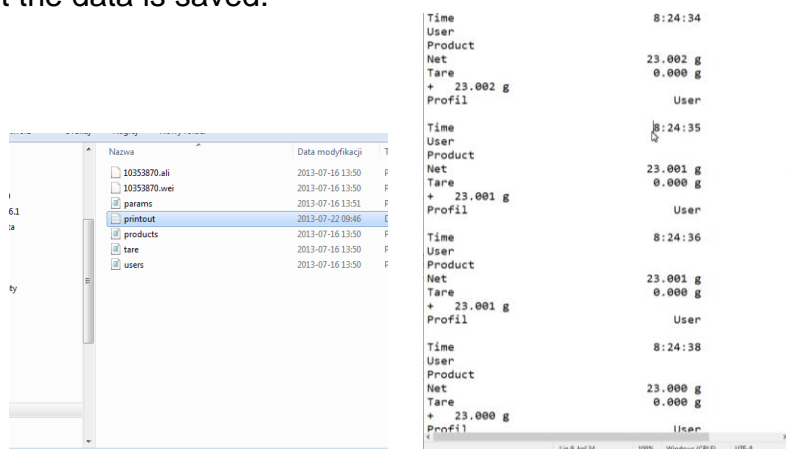 t the data is saved.
Nazwa Data modyfikacji
10353870.ali 2013-07-16 13:50
10353870.wei 2013-07-16 13:50
params 2013-07-16 13:51
printout 2013-07-22 09:46
products 2013-07-16 13:50
tare 2013-07-16 13:50
users 2013-07-16 13:50
6.1
ty
Time 8:24:34
User
Product
Net 23.002 g
Tare 0.000 g
+ 23.002 g
Profil User
Time 8:24:35
User
Product
Net 23.001 g
Tare 0.000 g
+ 23.001 g
Profil User
Time 8:24:36
User
Product
Net 23.001 g
Tare 0.000 g
+ 23.001 g
Profil User
Time 8:24:38
User
Product
Net 23.000 g
Tare 0.000 g
+ 23.000 g
Profil User